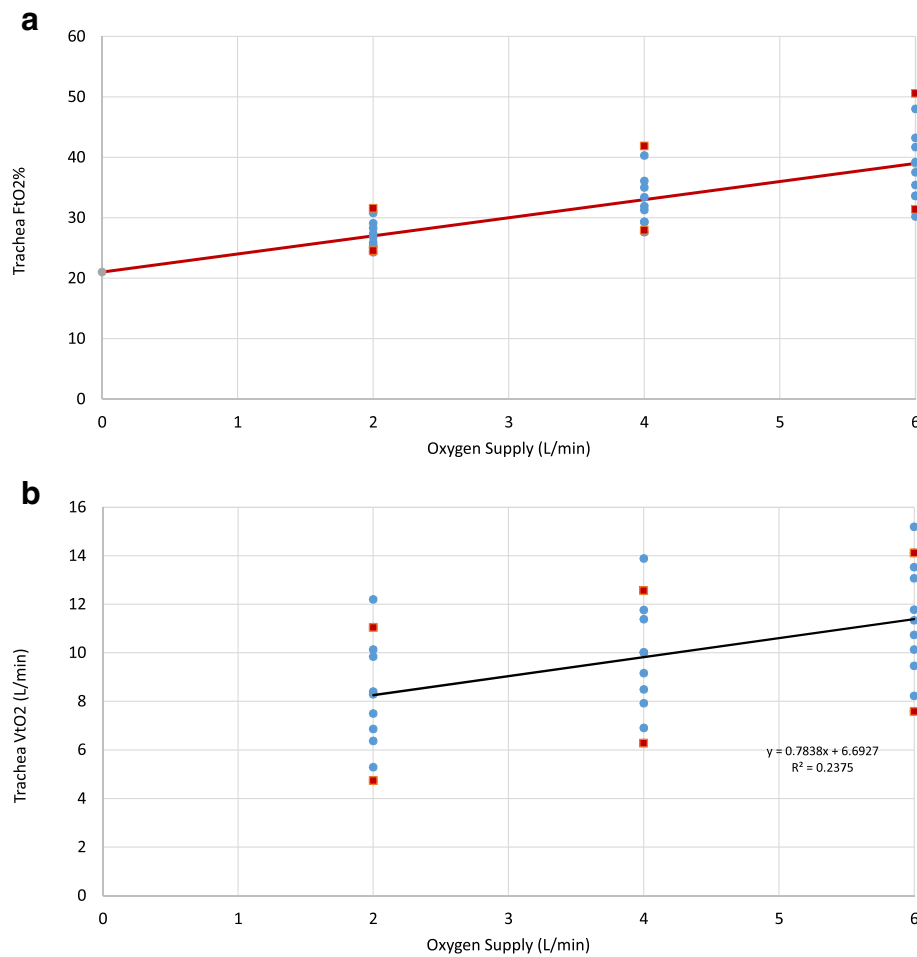 a
60
50
40
30
20
10
0
Trachea FtO2%
0 1 2 3 4 5 6
Oxygen Supply (L/min)
b
16
14
12
10
8
6
4
2
0
Trachea VtO2 (L/min)
y = 0.7838x + 6.6927
R² = 0.2375
0 1 2 3 4 5 6
Oxygen Supply (L/min)